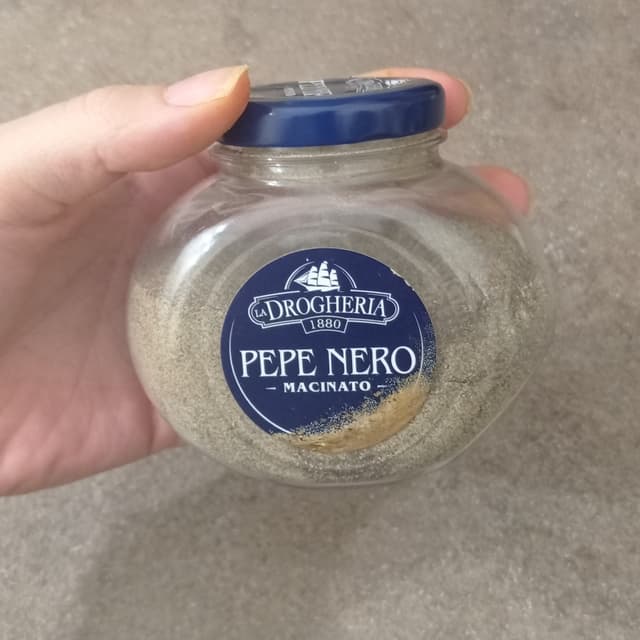 LA DROGHERIA
1880
PEPE NERO
- MACINATO -